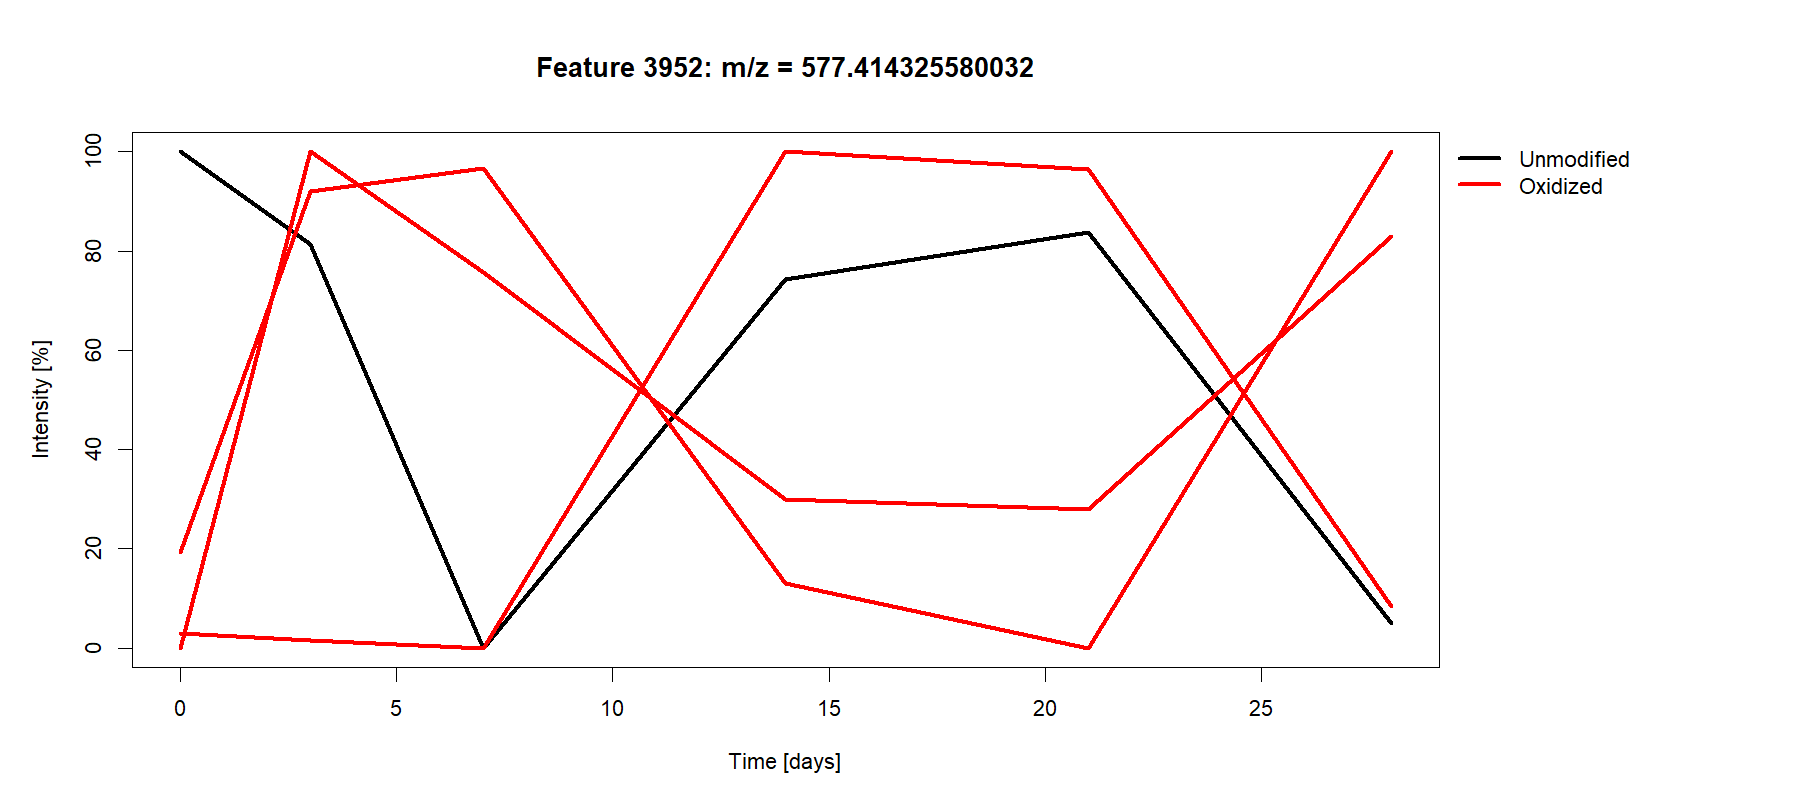 Feature 3952: m/z = 577.414325580032
Unmodified
Oxidized
Intensity [%]
100
80
60
40
20
0
0 5 10 15 20 25
Time [days]